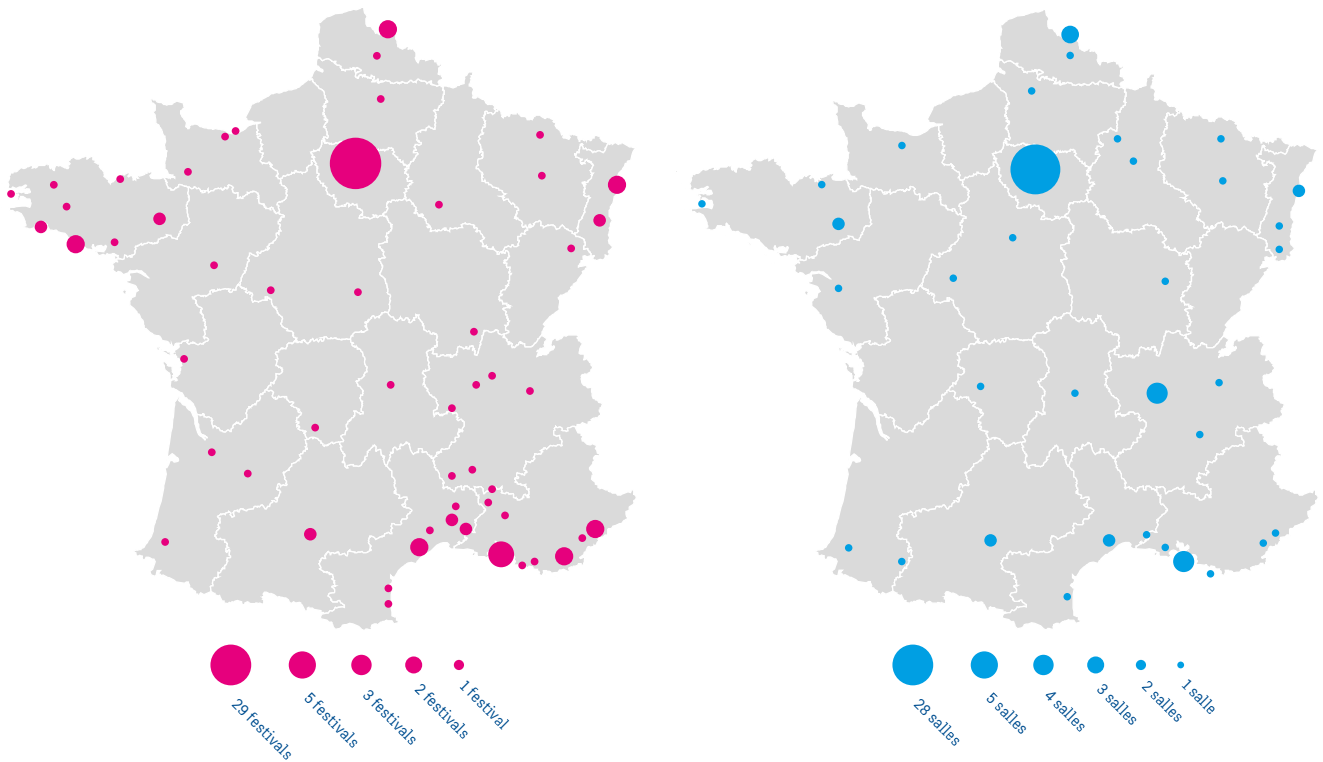 29 festivals
5 festivals
3 festivals
2 festivals
1 festival
28 salles
5 salles
4 salles
3 salles
2 salles
1 salle